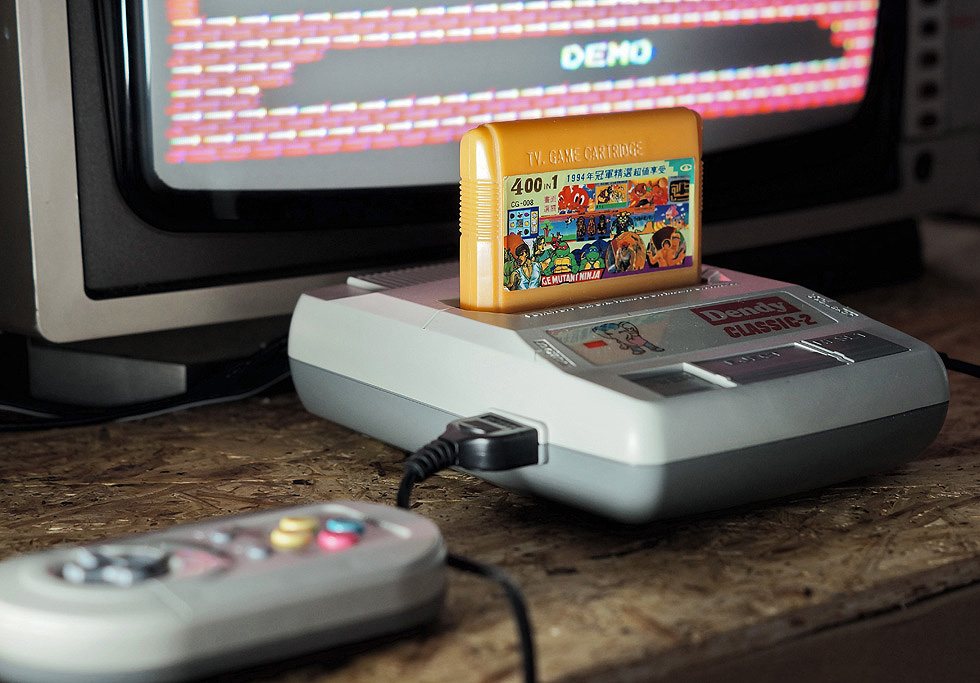 DEMO
TV. GAME CARTRIDGE
400 IN 1
1994年冠軍精選超值享受
CG-008
GE MUTANT NINJA
Dendy
CLASSIC-2